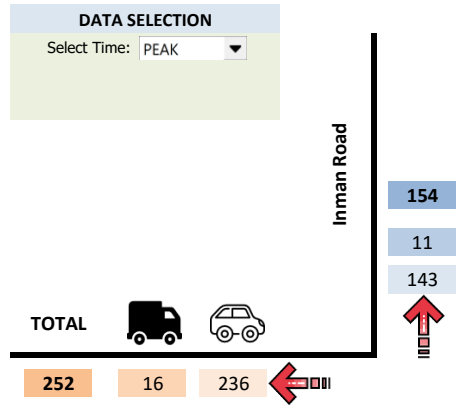 DATA SELECTION
Select Time: PEAK
Inman Road
154
11
143
TOTAL
252 16 236